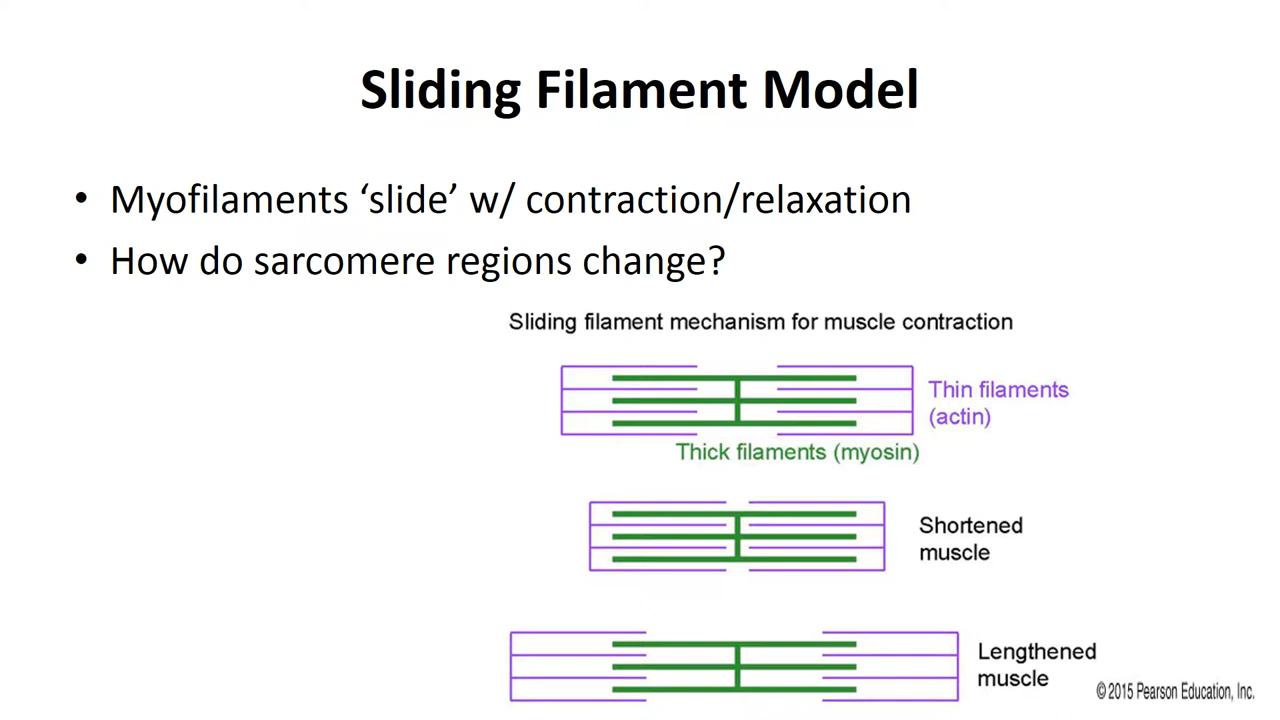 Sliding Filament Model
• Myofilaments ‘slide’ w/ contraction/relaxation
• How do sarcomere regions change?
Sliding filament mechanism for muscle contraction
Thin filaments
(actin)
Thick filaments (myosin)
Shortened
muscle
Lengthened
muscle
© 2015 Pearson Education, Inc.